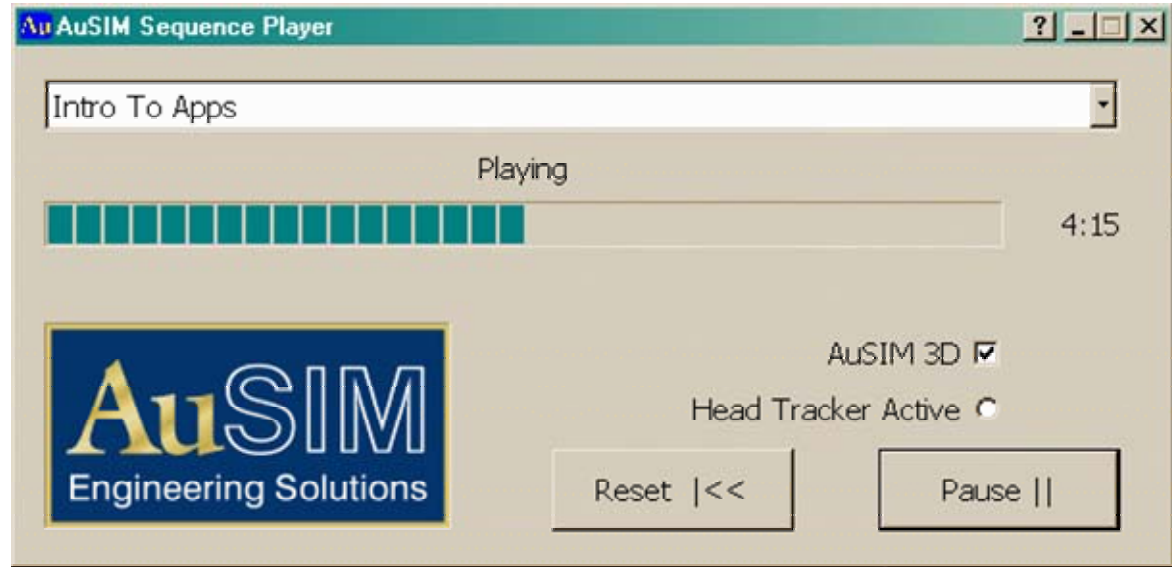 Au AuSIM Sequence Player ? _ □ ×
Intro To Apps
Playing
4:15
AuSIM 3D
Head Tracker Active
AuSIM
Engineering Solutions
Reset |<<
Pause ||